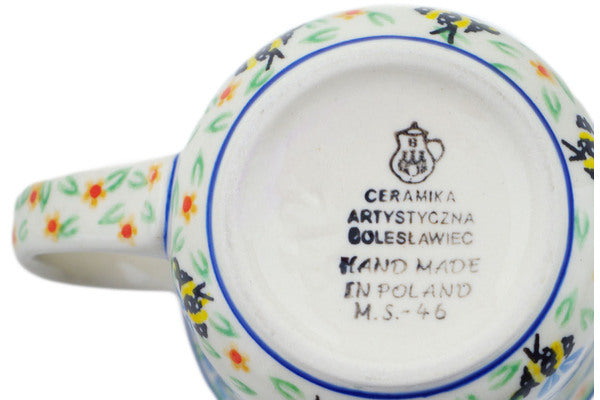 B
CERAMIKA
ARTYSTYCZNA
BOLESŁAWIEC
HAND MADE
IN POLAND
M.S.-46